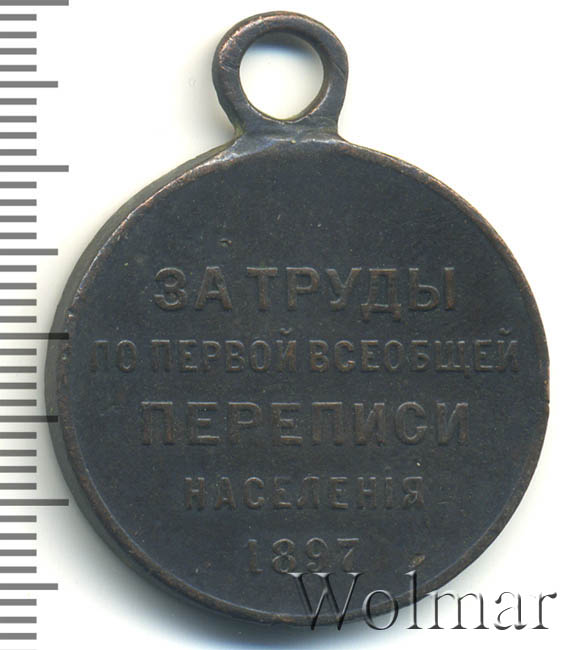 ЗА ТРУДЫ
ПО ПЕРВОЙ ВСЕОБЩЕЙ
ПЕРЕПИСИ
НАСЕЛЕНІЯ
1897
Wolmar